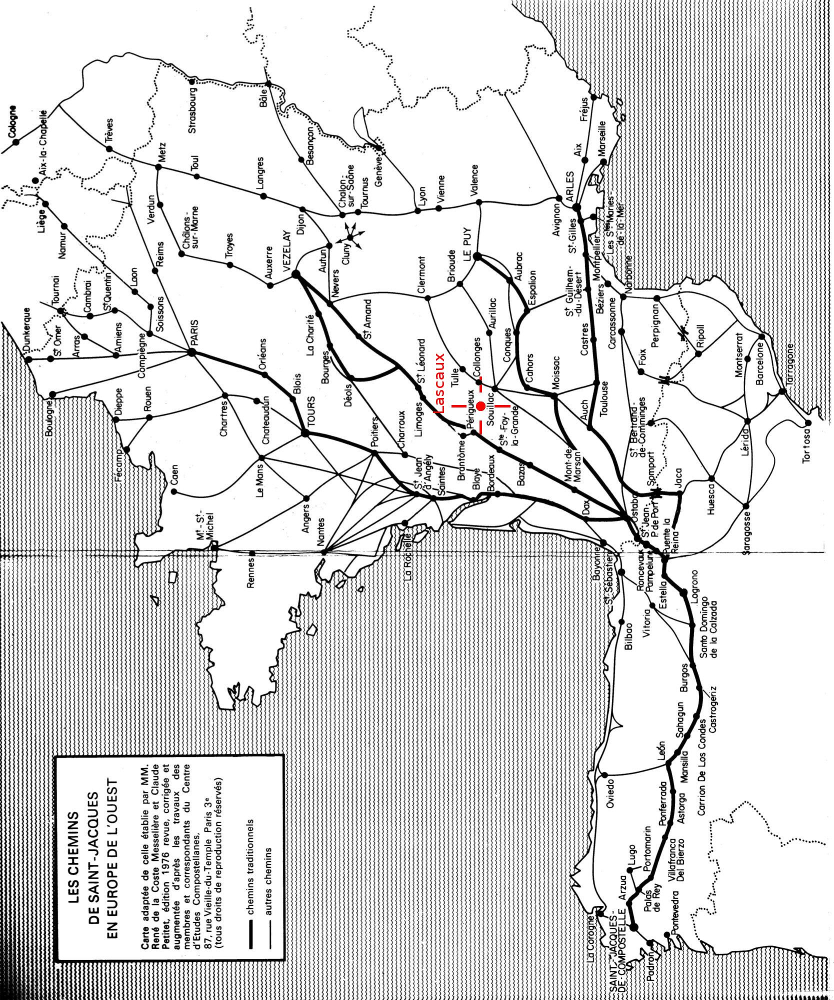 LES CHEMINS
DE SAINT-JACQUES
EN EUROPE DE L'OUEST
Carte adaptée de celle établie par MM.
René de la Coste Messelière et Claude
Petitet, édition 1976 revue, corrigée et
augmentée d'après les travaux des
membres et correspondants du Centre
d'Etudes Compostellanes,
87, rue Vieille-du-Temple Paris 3e
(tous droits de reproduction réservés)
chemins traditionnels
autres chemins
Cologne
Aix-la-Chapelle
Liège
Namur
Trèves
Strasbourg
Metz
Toul
Verdun
Châlons-
sur-Marne
Troyes
Langres
Bâle
Besançon
Dunkerque
St Omer
Tournai
Arras
Cambrai
St Quentin
Laon
Reims
Amiens
Soissons
Compiègne
Boulogne
Dieppe
Rouen
Fécamp
Caen
PARIS
Mt-St-
Michel
Rennes
Chartres
Chateaudun
Orléans
Blois
TOURS
Le Mans
Angers
Nantes
Auxerre
VEZELAY
Dijon
Autun
Nevers
La Charité
Bourges
St Amand
Déols
Chalon-
sur-Saône
Tournus
Cluny
Genève
Lyon
Vienne
Valence
Poitiers
Charroux
Limoges
St Léonard
Clermont
Brioude
LE PUY
Aubrac
Espalion
Aurillac
Conques
Collonges
Tulle
Lascaux
Périgueux
Souillac
Cahors
Moissac
Ste-Foy-
la-Grande
Brantôme
St Jean
d'Angély
Saintes
La Rochelle
Blaye
Bordeaux
Bazas
Mont-de
Marsan
Dax
Avignon
ARLES
Aix
Fréjus
Marseille
St-Gilles
Les Stes Maries-
de-la-Mer
Montpellier
St Guilhem-
-du-Désert
Béziers
Narbonne
Castres
Carcassonne
Toulouse
Auch
Perpignan
Foix
Ripoll
St Bertrand-
de-Comminges
Montserrat
Barcelone
Tarragone
Lérida
Tortosa
Somport
Jaca
Huesca
Saragosse
Ostabat
St Jean-
P. de Port
Bayonne
St Sébastien
Roncevaux
Pampelune
Puente la
Reina
Estella
Logrono
Vitoria
Bilbao
Santo Domingo
de la Calzada
Burgos
Castrogeriz
Carrion De Los Condes
Sahagun
Mansilla
León
Oviedo
Astorga
Ponferrada
Villafranca
Del Bierzo
Portomarin
Lugo
Palas
de Rey
Arzua
Pontevedra
La Corogne
SAINT-JACQUES-
DE-COMPOSTELLE
Padron